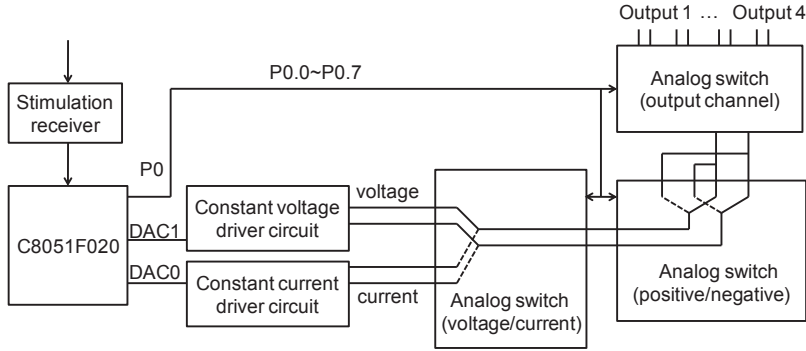 Output 1 … Output 4
P0.0~P0.7
Analog switch
(output channel)
Stimulation
receiver
P0
voltage
Constant voltage
driver circuit
DAC1
C8051F020
DAC0
Constant current
driver circuit
current
Analog switch
(voltage/current)
Analog switch
(positive/negative)